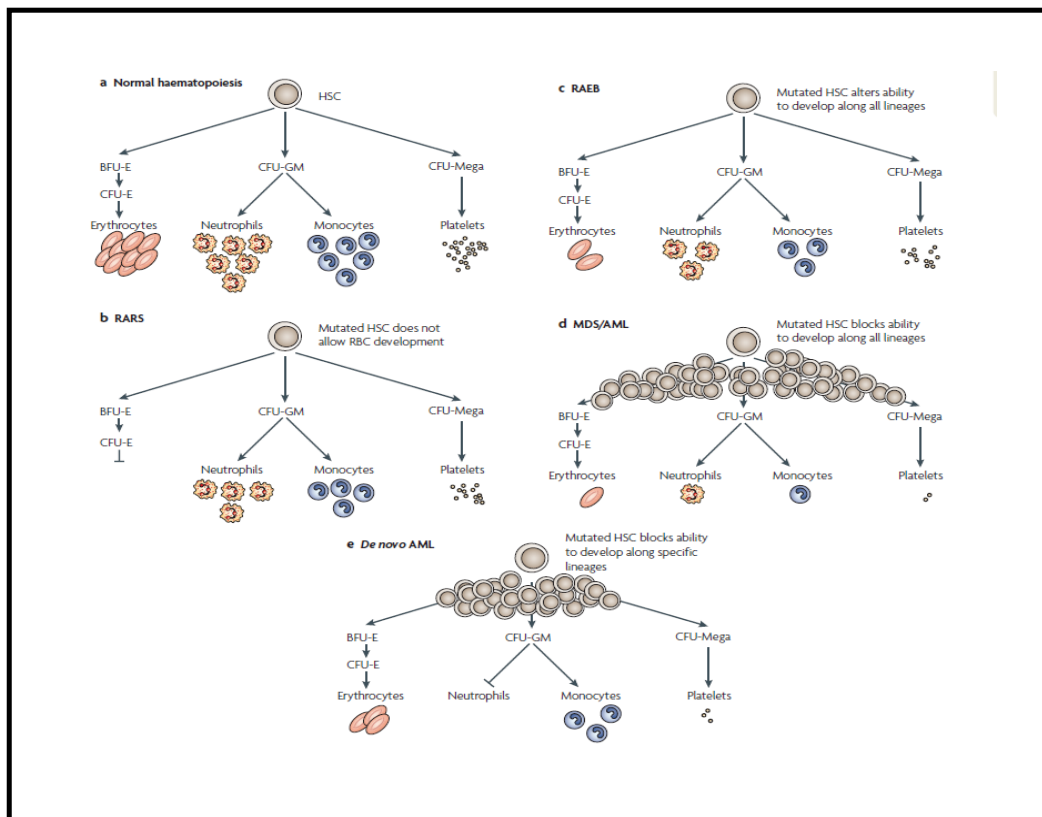 a Normal haematopoiesis
HSC
BFU-E
CFU-GM
CFU-Mega
CFU-E
Erythrocytes
Neutrophils
Monocytes
Platelets
b RARS
Mutated HSC does not
allow RBC development
BFU-E
CFU-GM
CFU-Mega
CFU-E
Neutrophils
Monocytes
Platelets
c RAEB
Mutated HSC alters ability
to develop along all lineages
BFU-E
CFU-GM
CFU-Mega
CFU-E
Erythrocytes
Neutrophils
Monocytes
Platelets
d MDS/AML
Mutated HSC blocks ability
to develop along all lineages
BFU-E
CFU-GM
CFU-Mega
CFU-E
Erythrocytes
Neutrophils
Monocytes
Platelets
e De novo AML
Mutated HSC blocks ability
to develop along specific
lineages
BFU-E
CFU-GM
CFU-Mega
CFU-E
Erythrocytes
Neutrophils
Monocytes
Platelets